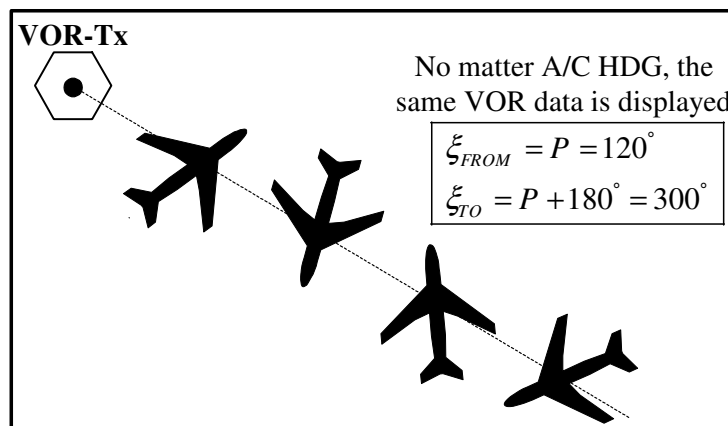 VOR-Tx
No matter A/C HDG, the
same VOR data is displayed
ξFROM = P = 120°
ξTO = P + 180° = 300°